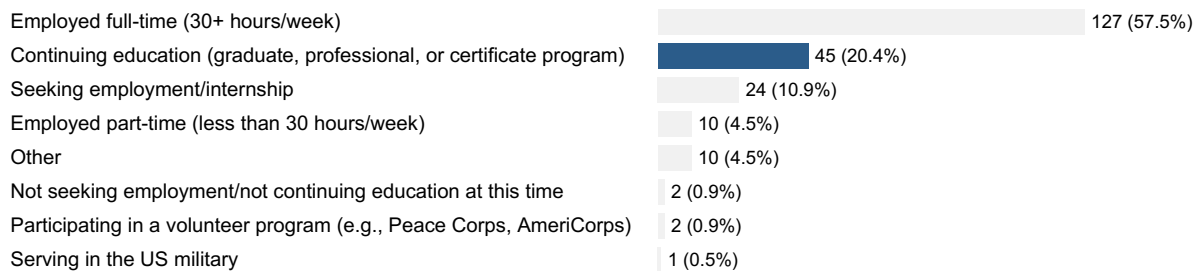 Employed full-time (30+ hours/week) 127 (57.5%)
Continuing education (graduate, professional, or certificate program) 45 (20.4%)
Seeking employment/internship 24 (10.9%)
Employed part-time (less than 30 hours/week) 10 (4.5%)
Other 10 (4.5%)
Not seeking employment/not continuing education at this time 2 (0.9%)
Participating in a volunteer program (e.g., Peace Corps, AmeriCorps) 2 (0.9%)
Serving in the US military 1 (0.5%)